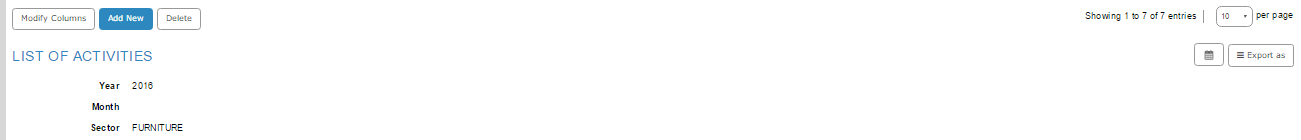 Modify Columns Add New Delete Showing 1 to 7 of 7 entries 10 per page
LIST OF ACTIVITIES Export as
Year 2016
Month
Sector FURNITURE